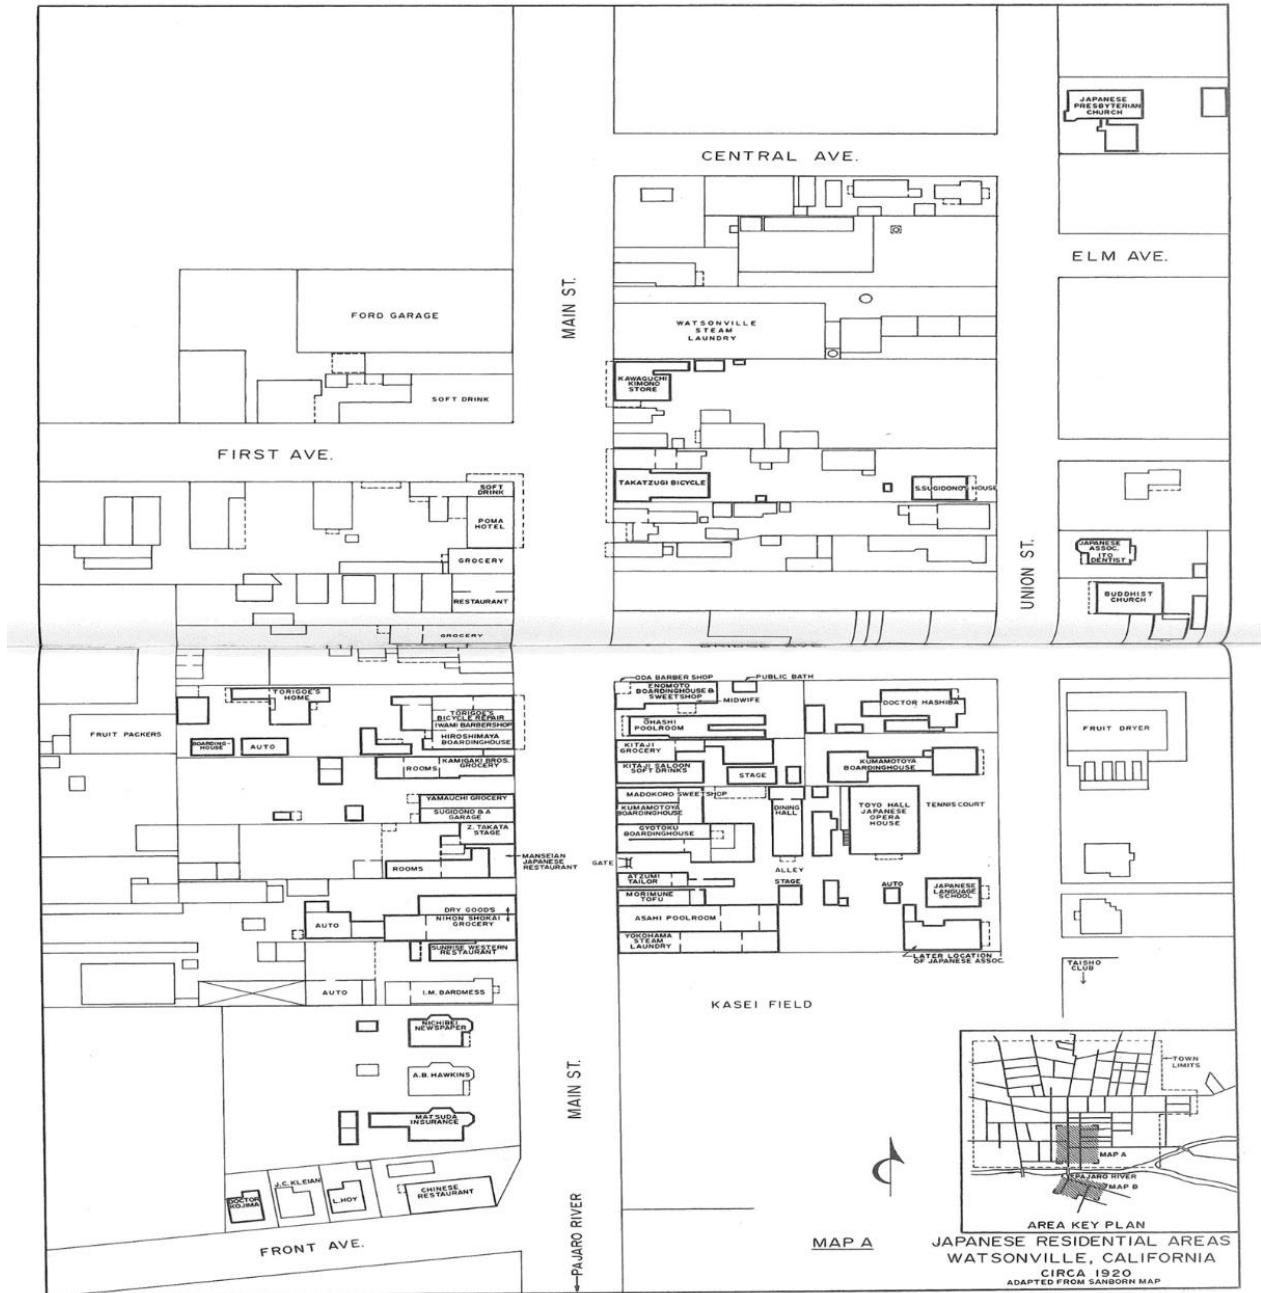 JAPANESE
PRESBYTERIAN
CHURCH
CENTRAL AVE.
ELM AVE.
MAIN ST.
FORD GARAGE
WATSONVILLE
STEAM
LAUNDRY
KAWAGUCHI
KIMONO
STORE
SOFT DRINK
FIRST AVE.
SOFT
DRINK
POMA
HOTEL
GROCERY
RESTAURANT
GROCERY
TAKATZUGI BICYCLE
S.SUGIDONO'S HOUSE
UNION ST.
JAPANESE
ASSOC.
ITO
DENTIST
BUDDHIST
CHURCH
BRIDGE AVE
TORIGOE'S
HOME
FRUIT PACKERS
BOARDING-
HOUSE
AUTO
TORIGOE'S
BICYCLE REPAIR
IWAMI BARBERSHOP
HIROSHIMAYA
BOARDINGHOUSE
ROOMS
KAMIGAKI BROS.
GROCERY
YAMAUCHI GROCERY
SUGIDONO & A
GARAGE
Z. TAKATA
STAGE
MANSEIAN
JAPANESE
RESTAURANT
ROOMS
DRY GOODS
NIHON SHOKAI
GROCERY
AUTO
SUNRISE WESTERN
RESTAURANT
AUTO
I.M. BARDMESS
NICHIBEI
NEWSPAPER
A.B. HAWKINS
MATSUDA
INSURANCE
DOCTOR
KOJIMA
J.C. KLEIAN
L.HOY
CHINESE
RESTAURANT
FRONT AVE.
ODA BARBER SHOP
PUBLIC BATH
ENOMOTO
BOARDINGHOUSE &
SWEETSHOP
MIDWIFE
OHASHI
POOLROOM
DOCTOR HASHIBA
KITAJI
GROCERY
KITAJI SALOON
SOFT DRINKS
STAGE
KUMAMOTOYA
BOARDINGHOUSE
FRUIT DRYER
MADOKORO SWEETSHOP
KUMAMOTOYA
BOARDINGHOUSE
GYOTOKU
BOARDINGHOUSE
DINING
HALL
TOYO HALL
JAPANESE
OPERA
HOUSE
TENNIS COURT
GATE
ALLEY
ATZUMI
TAILOR
STAGE
AUTO
JAPANESE
LANGUAGE
SCHOOL
MORIMUNE
TOFU
ASAHI POOLROOM
YOKOHAMA
STEAM
LAUNDRY
LATER LOCATION
OF JAPANESE ASSOC.
TAISHO
CLUB
KASEI FIELD
MAIN ST.
PAJARO RIVER
TOWN
LIMITS
MAP A
PAJARO RIVER
MAP B
AREA KEY PLAN
MAP A
JAPANESE RESIDENTIAL AREAS
WATSONVILLE, CALIFORNIA
CIRCA 1920
ADAPTED FROM SANBORN MAP